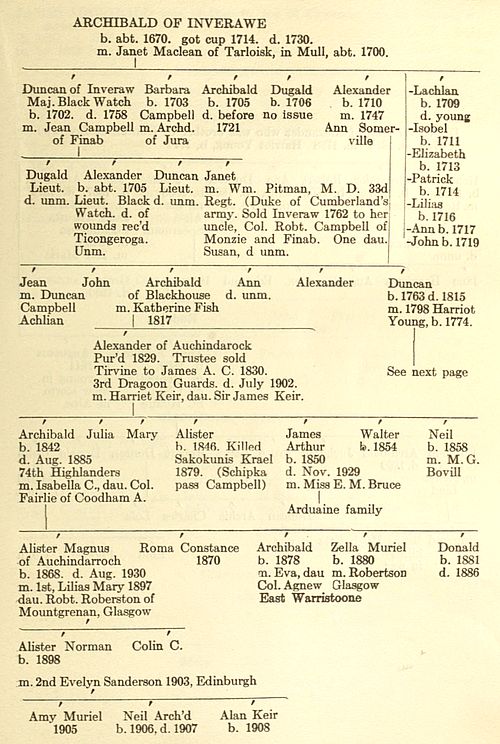 ARCHIBALD OF INVERAWE
b. abt. 1670. got cup 1714. d. 1730.
m. Janet Maclean of Tarloisk, in Mull, abt. 1700.
Duncan of Inveraw
Maj. Black Watch
b. 1702. d. 1758
m. Jean Campbell
of Finab
Barbara
b. 1703
Campbell
m. Archd.
of Jura
Archibald
b. 1705
d. before
1721
Dugald
b. 1706
no issue
Alexander
b. 1710
m. 1747
Ann Somer-
ville
-Lachlan
b. 1709
d. young
-Isobel
b. 1711
-Elizabeth
b. 1713
-Patrick
b. 1714
-Lilias
b. 1716
-Ann b. 1717
-John b. 1719
Dugald
Lieut.
d. unm.
Alexander
b. abt. 1705
Lieut. Black
Watch. d. of
wounds rec'd
Ticongeroga.
Unm.
Duncan
Lieut.
d. unm.
Janet
m. Wm. Pitman, M. D. 33d
Regt. (Duke of Cumberland's
army. Sold Inveraw 1762 to her
uncle, Col. Robt. Campbell of
Monzie and Finab. One dau.
Susan, d unm.
Jean
m. Duncan
Campbell
Achlian
John
Archibald
of Blackhouse
m. Katherine Fish
1817
Ann
d. unm.
Alexander
Duncan
b. 1763 d. 1815
m. 1798 Harriot
Young, b. 1774.
See next page
Alexander of Auchindarock
Pur'd 1829. Trustee sold
Tirvine to James A. C. 1830.
3rd Dragoon Guards. d. July 1902.
m. Harriet Keir, dau. Sir James Keir.
Archibald
b. 1842
d. Aug. 1885
74th Highlanders
m. Isabella C., dau. Col.
Fairlie of Coodham A.
Julia
Mary
Alister
b. 1846. Killed
Sakokunis Krael
1879. (Schipka
pass Campbell)
James
Arthur
b. 1850
d. Nov. 1929
m. Miss E. M. Bruce
Arduaine family
Walter
b. 1854
Neil
b. 1858
m. M. G.
Bovill
Alister Magnus
of Auchindarroch
b. 1868. d. Aug. 1930
m. 1st, Lilias Mary 1897
dau. Robt. Roberston of
Mountgrenan, Glasgow
Roma Constance
1870
Archibald
b. 1878
m. Eva, dau
Col. Agnew
East Warristoone
Zella Muriel
b. 1880
m. Robertson
Glasgow
Donald
b. 1881
d. 1886
Alister Norman
b. 1898
Colin C.
m. 2nd Evelyn Sanderson 1903, Edinburgh
Amy Muriel
1905
Neil Arch'd
b. 1906, d. 1907
Alan Keir
b. 1908